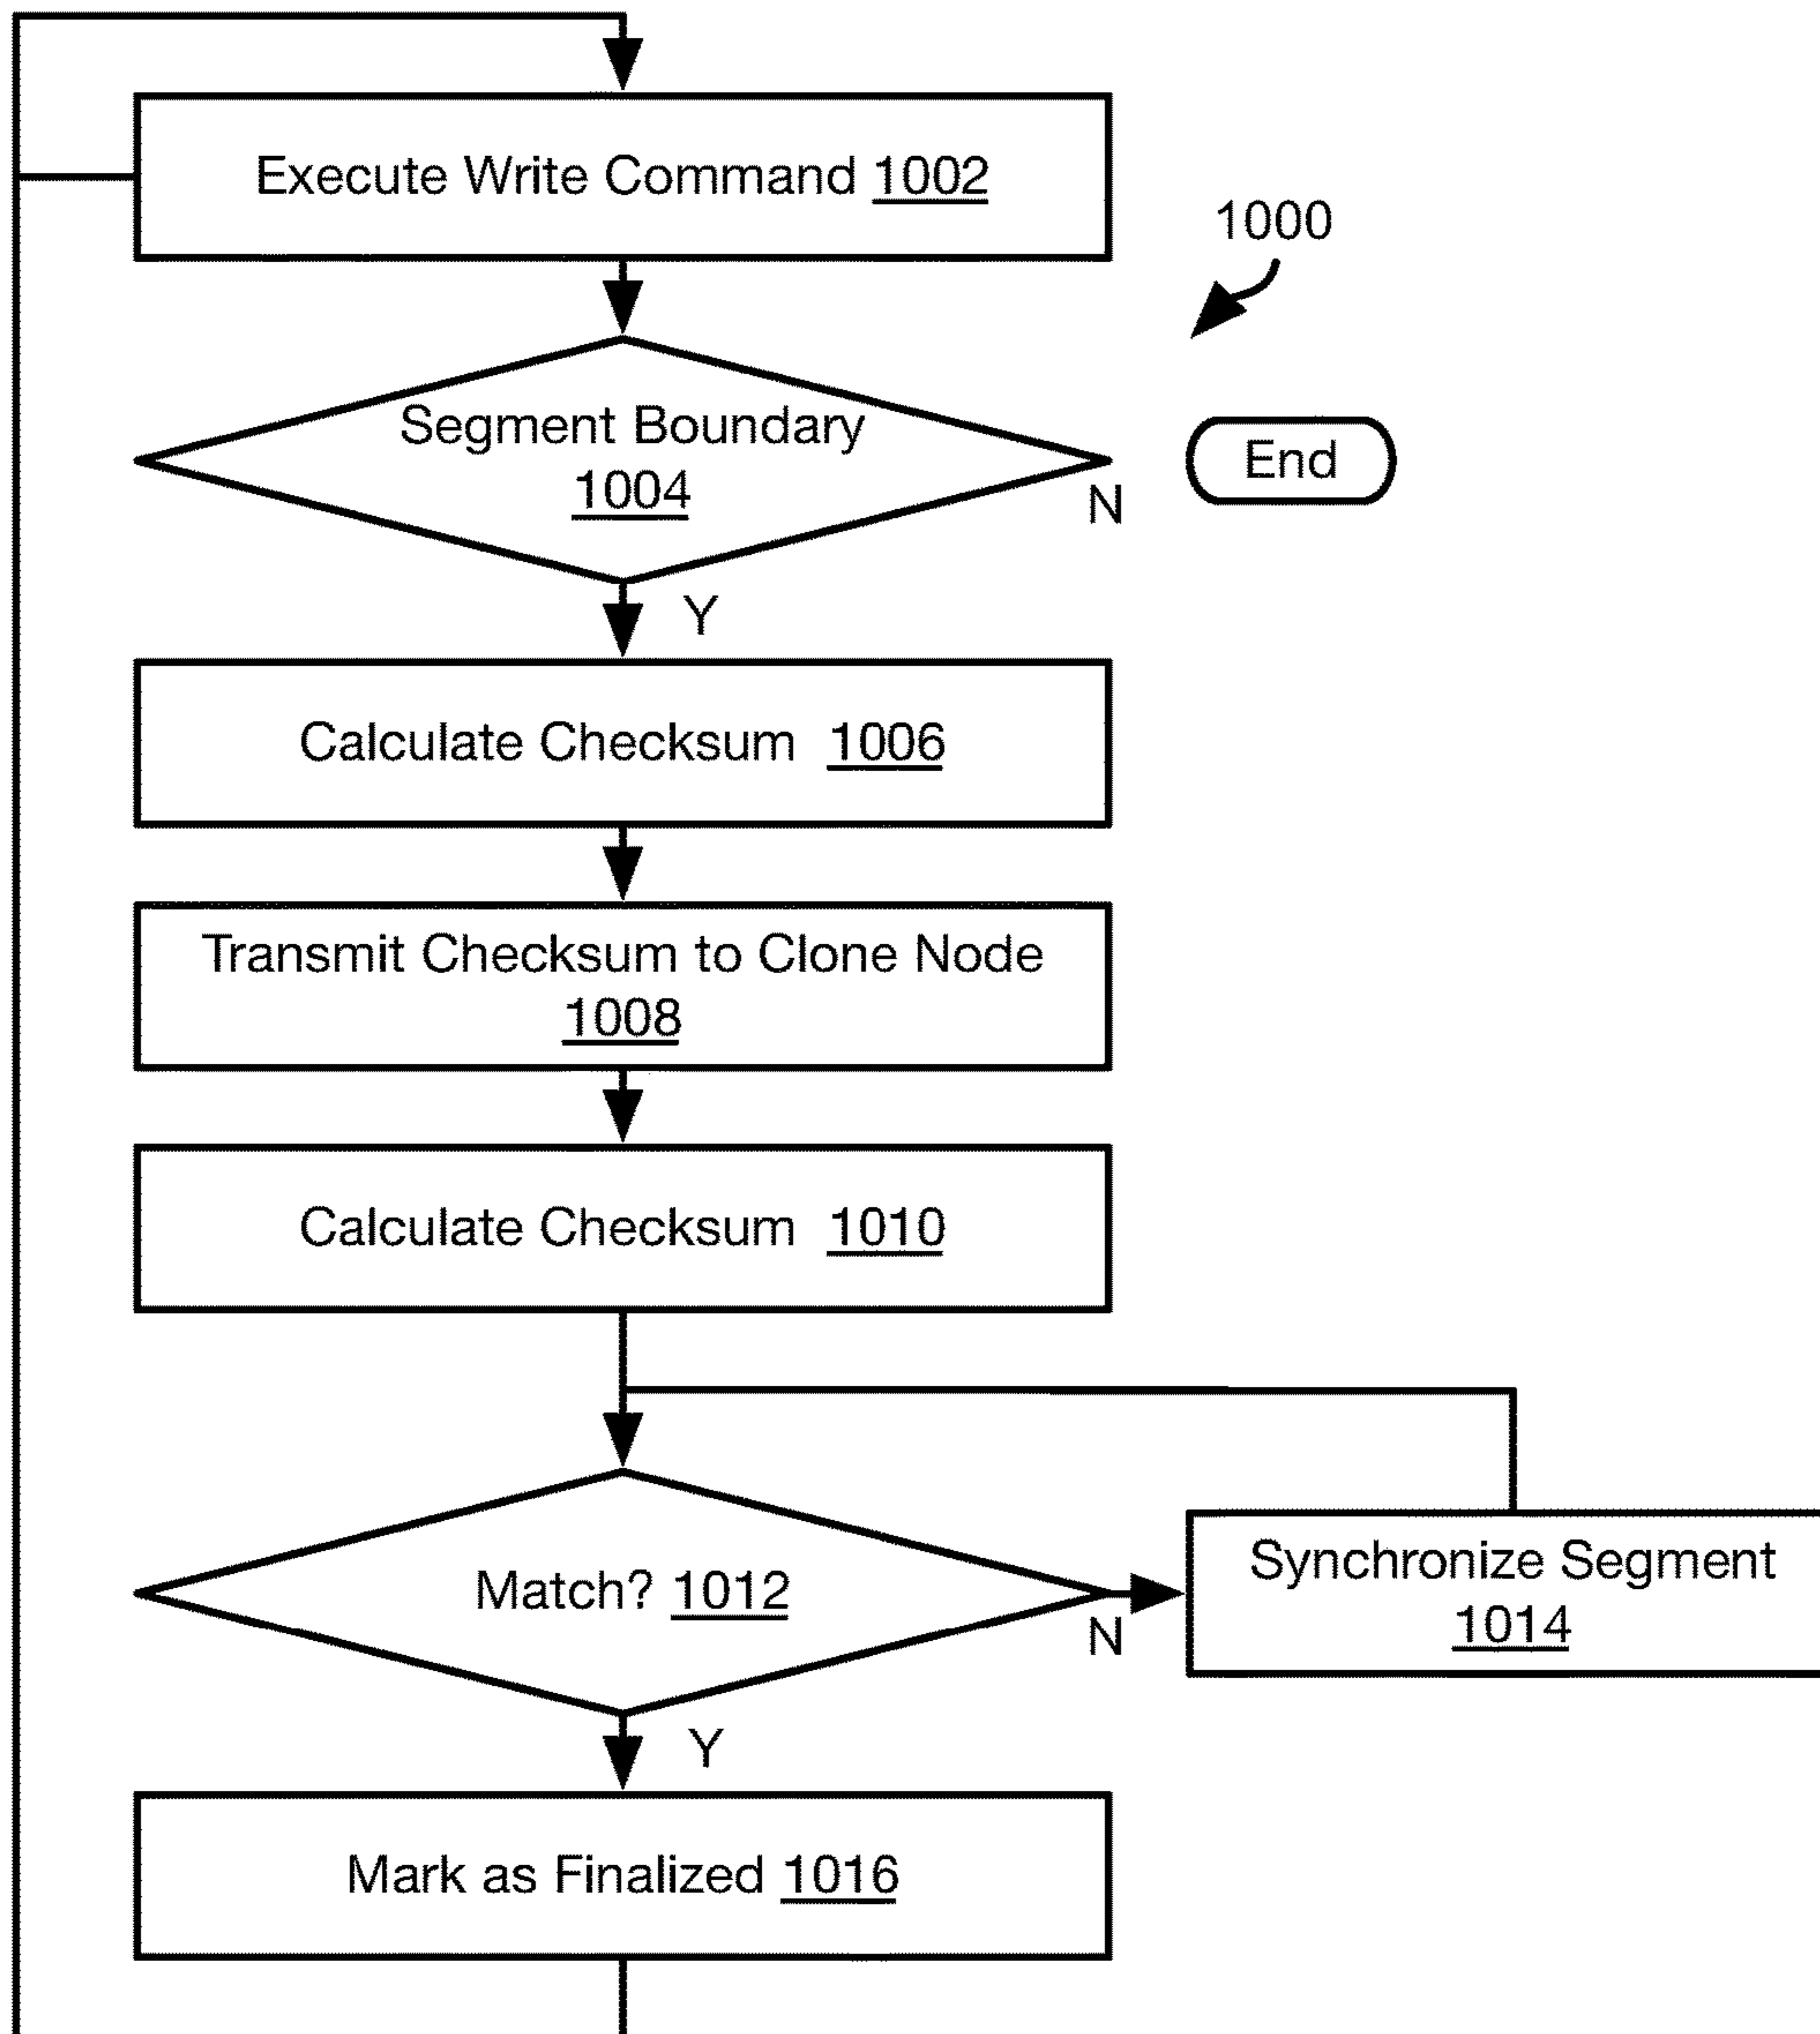 Execute Write Command 1002
1000
Segment Boundary
1004
N
End
Y
Calculate Checksum 1006
Transmit Checksum to Clone Node
1008
Calculate Checksum 1010
Match? 1012
N
Synchronize Segment
1014
Y
Mark as Finalized 1016